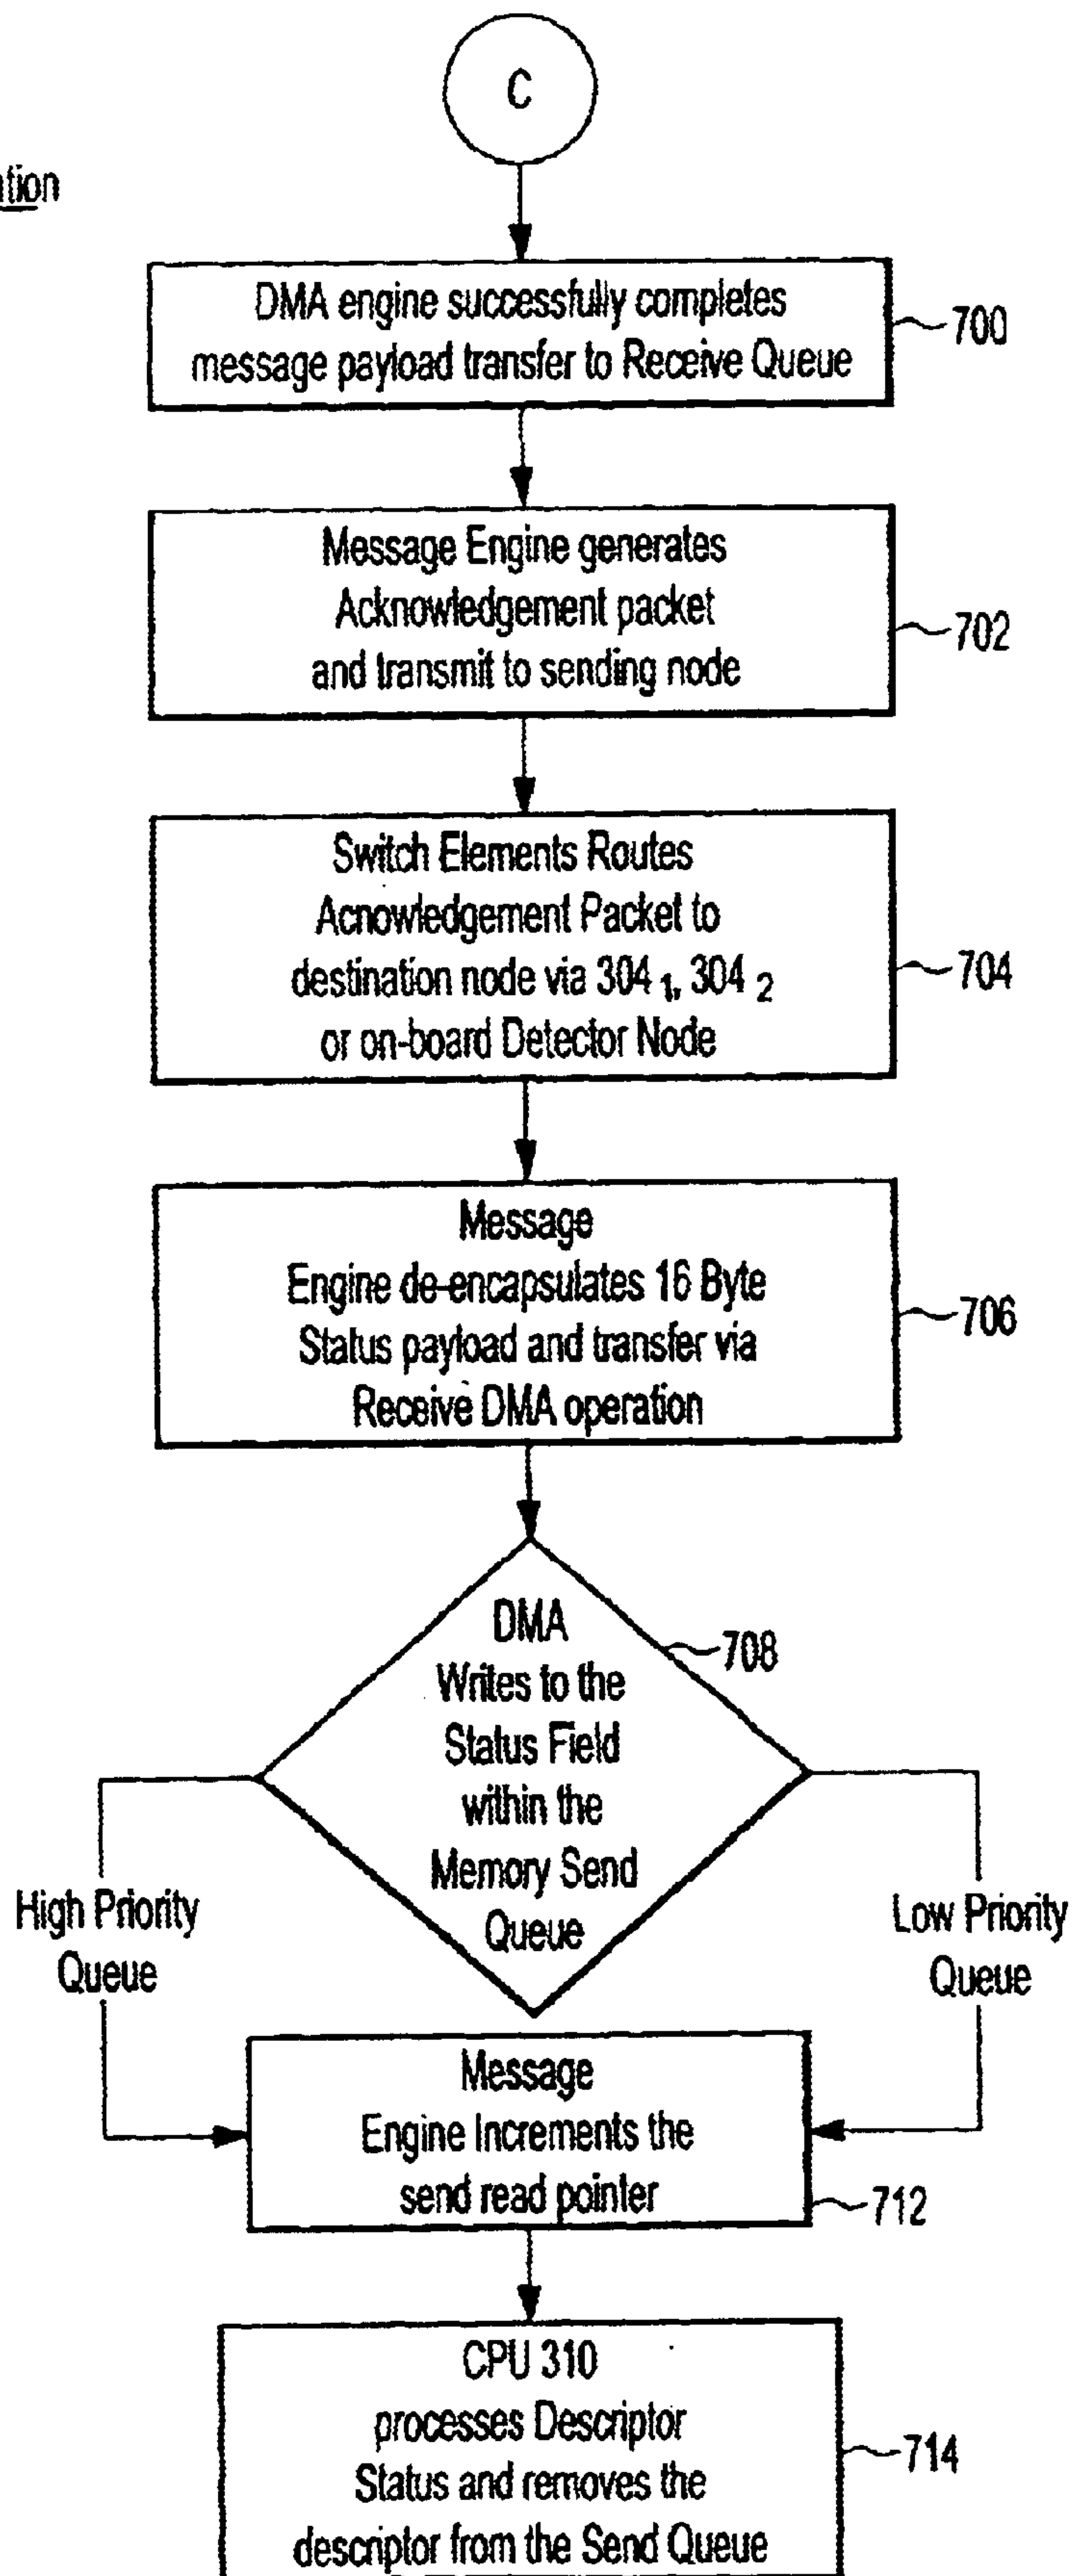 C
DMA engine successfully completes
message payload transfer to Receive Queue
700
Message Engine generates
Acknowledgement packet
and transmit to sending node
702
Switch Elements Routes
Acnowledgement Packet to
destination node via 304 1, 304 2
or on-board Detector Node
704
Message
Engine de-encapsulates 16 Byte
Status payload and transfer via
Receive DMA operation
706
DMA
Writes to the
Status Field
within the
Memory Send
Queue
708
High Priority
Queue
Low Priority
Queue
Message
Engine Increments the
send read pointer
712
CPU 310
processes Descriptor
Status and removes the
descriptor from the Send Queue
714